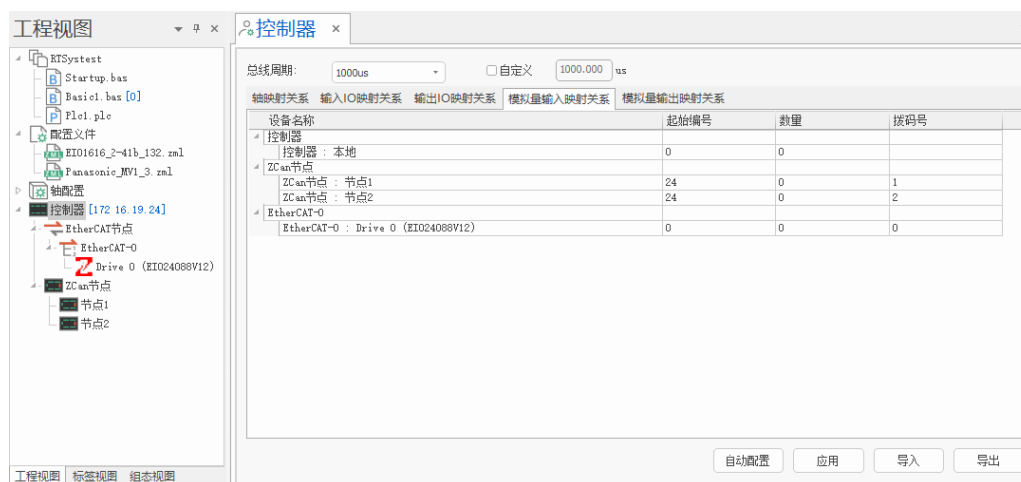 工程视图
RTSystest
Startup.bas
Basic1.bas [0]
Plc1.plc
配置文件
EIO1616_2-41b_132.zml
Panasonic_MV1_3.zml
轴配置
控制器 [172 16.19.24]
EtherCAT节点
EtherCAT-0
Drive 0 (EIO24088V12)
ZCan节点
节点1
节点2
工程视图 标签视图 组态视图
控制器 ×
总线周期: 1000us 自定义 1000.000 us
轴映射关系 输入IO映射关系 输出IO映射关系 模拟量输入映射关系 模拟量输出映射关系
设备名称 起始编号 数量 拨码号
控制器
控制器 : 本地 0 0
ZCan节点
ZCan节点 : 节点1 24 0 1
ZCan节点 : 节点2 24 0 2
EtherCAT-0
EtherCAT-0 : Drive 0 (EIO24088V12) 0 0 0
自动配置 应用 导入 导出